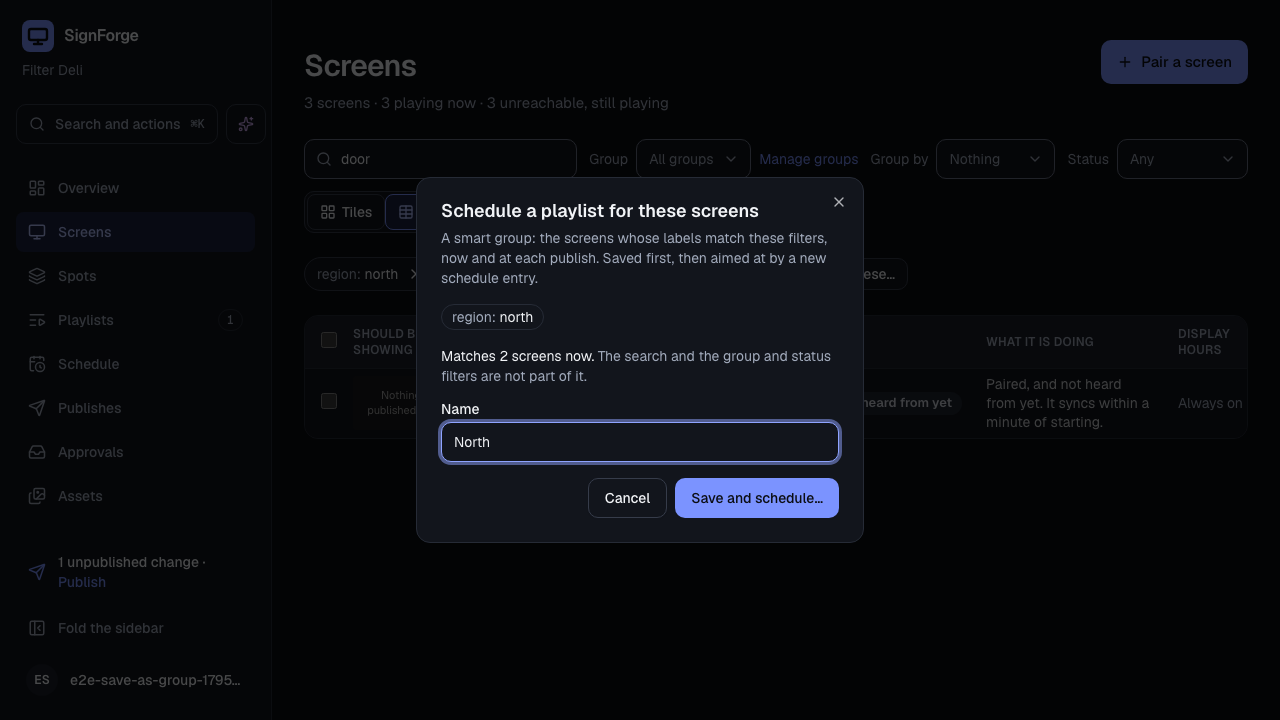 SignForge
Filter Deli
Search and actions ⌘K
Overview
Screens
Spots
Playlists 1
Schedule
Publishes
Approvals
Assets
1 unpublished change ·
Publish
Fold the sidebar
ES e2e-save-as-group-1795…
Screens
Pair a screen
3 screens · 3 playing now · 3 unreachable, still playing
door
Group All groups Manage groups Group by Nothing Status Any
Tiles
region: north
ese…
SHOULD B
SHOWING
WHAT IT IS DOING
DISPLAY
HOURS
Nothing
published
heard from yet
Paired, and not heard
from yet. It syncs within a
minute of starting.
Always on
Schedule a playlist for these screens
A smart group: the screens whose labels match these filters,
now and at each publish. Saved first, then aimed at by a new
schedule entry.
region: north
Matches 2 screens now. The search and the group and status
filters are not part of it.
Name
North
Cancel
Save and schedule…